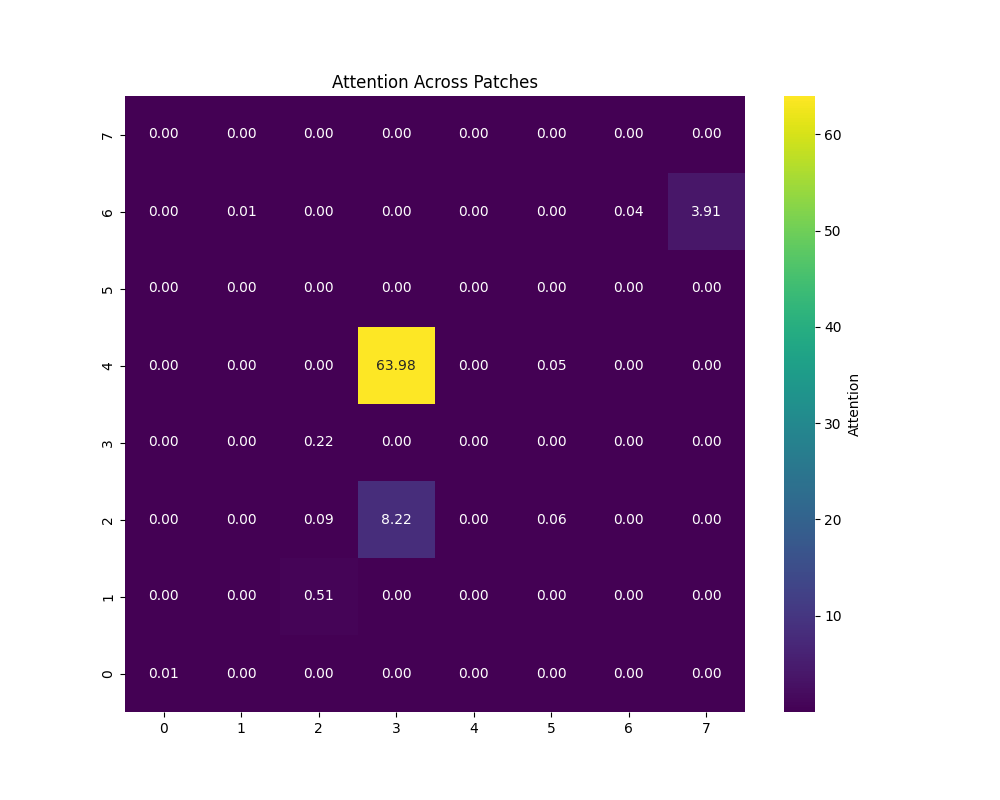 Attention Across Patches
7 0.00 0.00 0.00 0.00 0.00 0.00 0.00 0.00
6 0.00 0.01 0.00 0.00 0.00 0.00 0.04 3.91
5 0.00 0.00 0.00 0.00 0.00 0.00 0.00 0.00
4 0.00 0.00 0.00 63.98 0.00 0.05 0.00 0.00
3 0.00 0.00 0.22 0.00 0.00 0.00 0.00 0.00
2 0.00 0.00 0.09 8.22 0.00 0.06 0.00 0.00
1 0.00 0.00 0.51 0.00 0.00 0.00 0.00 0.00
0 0.01 0.00 0.00 0.00 0.00 0.00 0.00 0.00
0 1 2 3 4 5 6 7
60
50
40
30
20
10
Attention